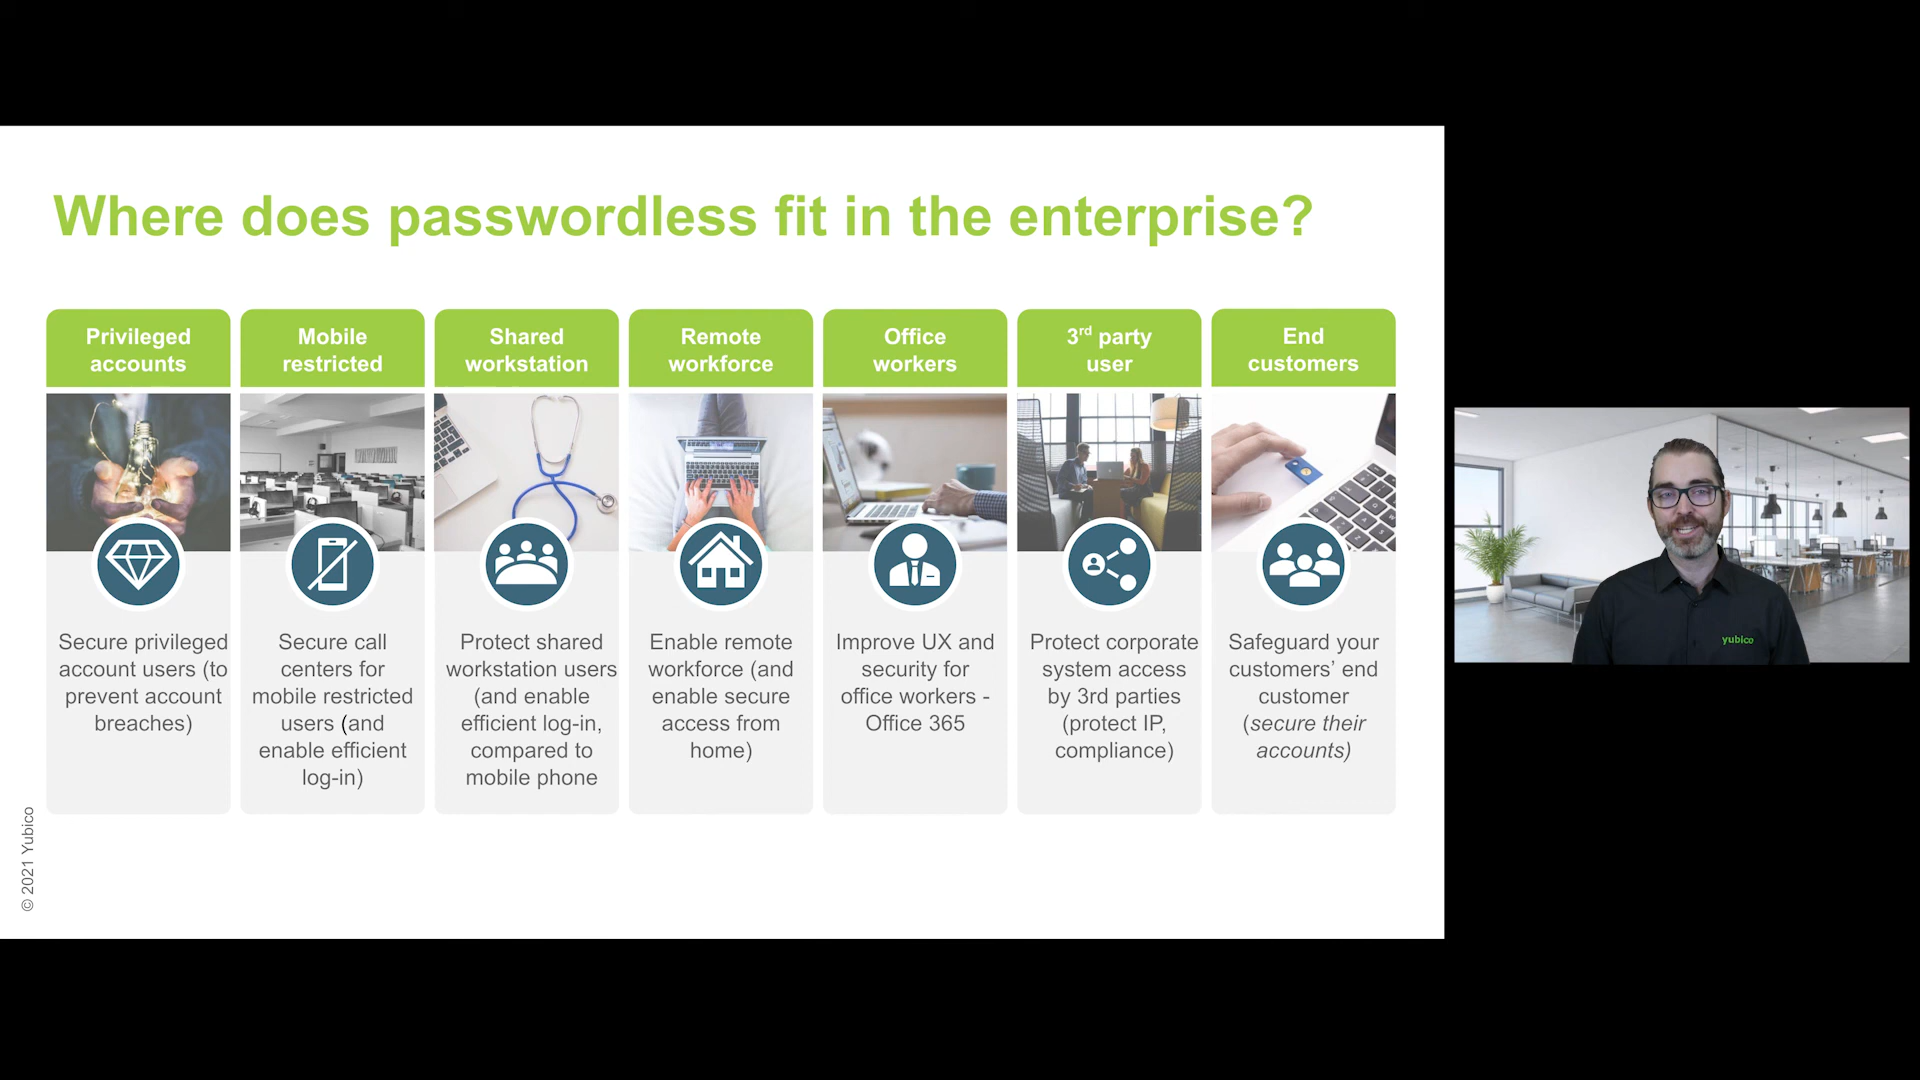 Where does passwordless fit in the enterprise?
Privileged
accounts
Secure privileged
account users (to
prevent account
breaches)
Mobile
restricted
Secure call
centers for
mobile restricted
users (and
enable efficient
log-in)
Shared
workstation
Protect shared
workstation users
(and enable
efficient log-in,
compared to
mobile phone
Remote
workforce
Enable remote
workforce (and
enable secure
access from
home)
Office
workers
Improve UX and
security for
office workers -
Office 365
3rd party
user
Protect corporate
system access
by 3rd parties
(protect IP,
compliance)
End
customers
Safeguard your
customers’ end
customer
(secure their
accounts)
© 2021 Yubico
yubico